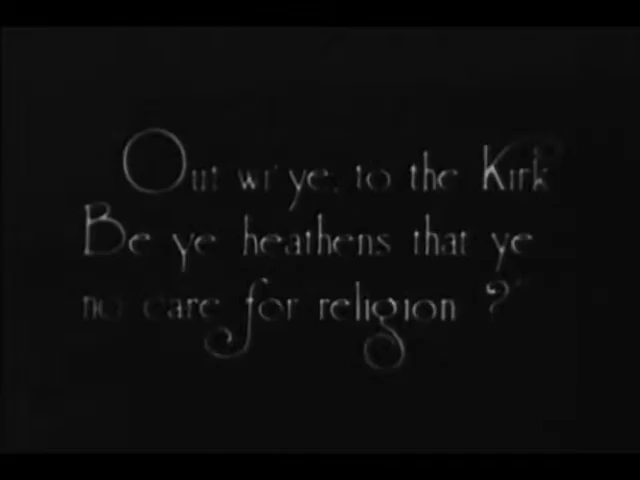 Out wi' ye, to the Kirk
Be ye heathens that ye
no care for religion ?"